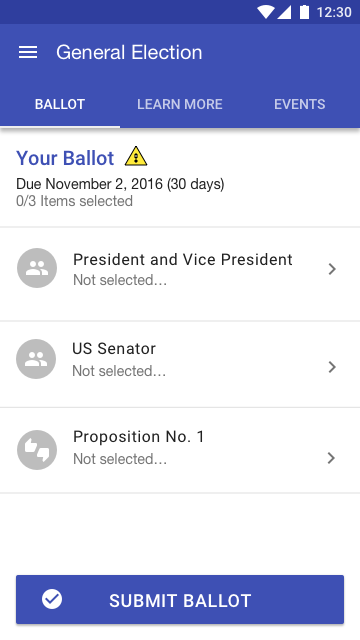 12:30
General Election
BALLOT LEARN MORE EVENTS
Your Ballot
Due November 2, 2016 (30 days)
0/3 Items selected
President and Vice President
Not selected...
US Senator
Not selected...
Proposition No. 1
Not selected...
SUBMIT BALLOT